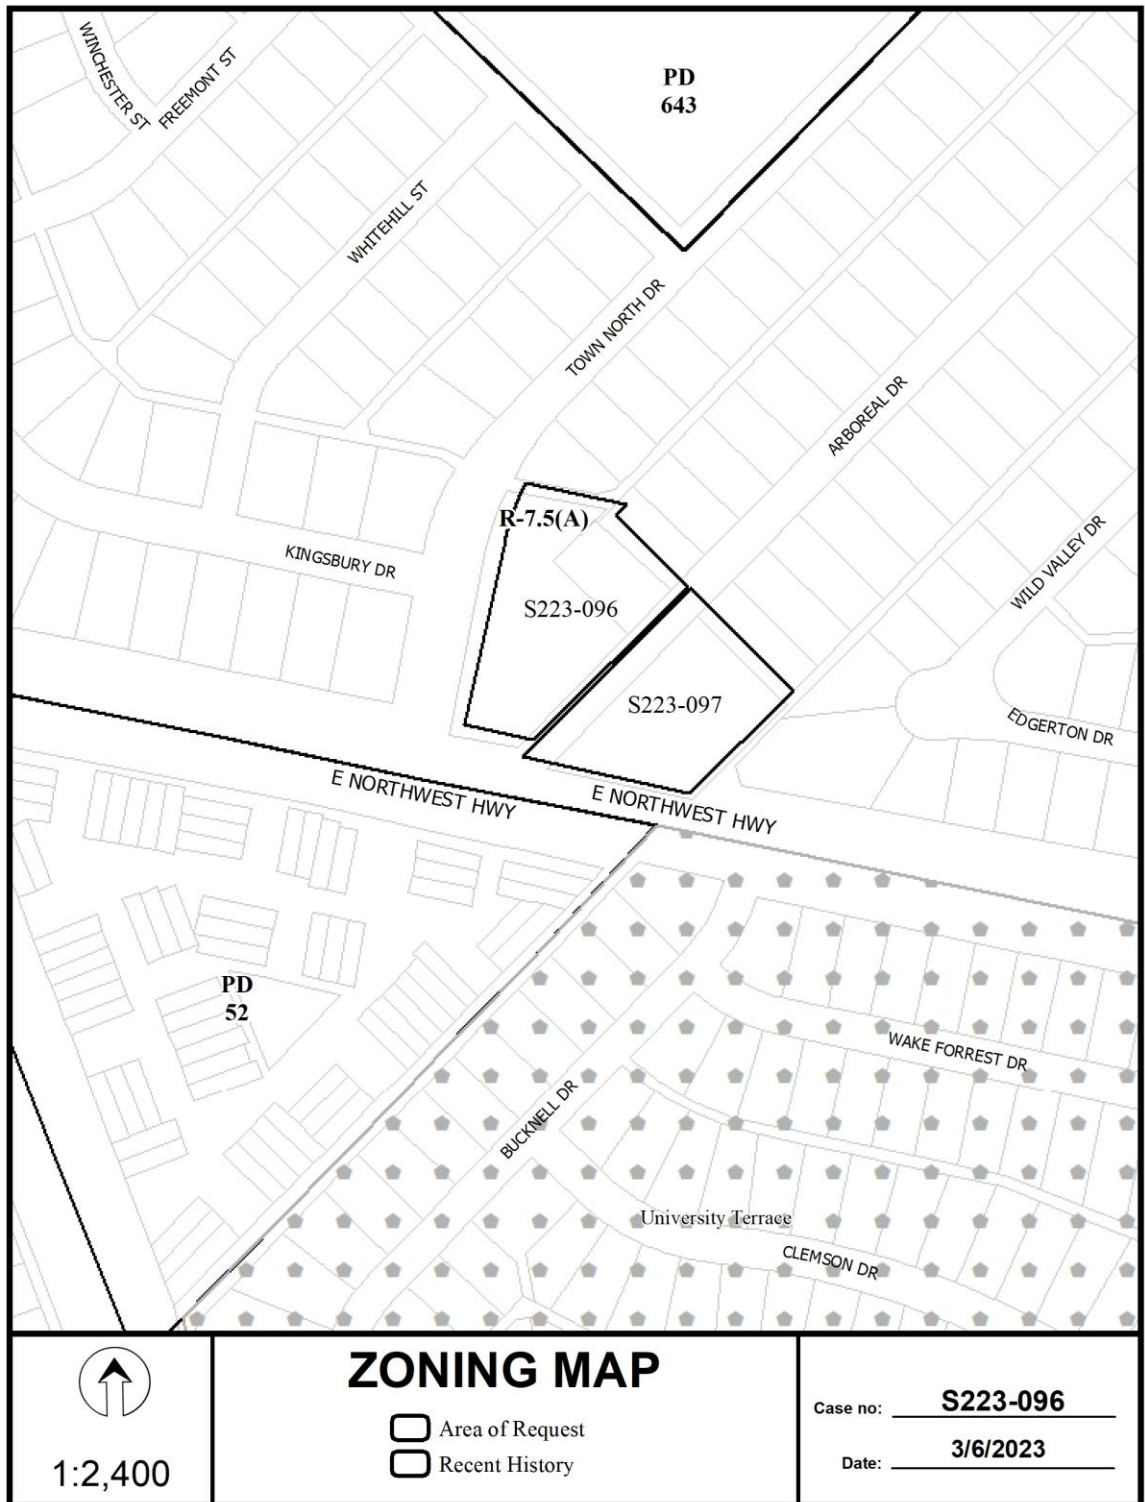 WINCHESTER ST
FREEMONT ST
PD
643
WHITEHILL ST
TOWN NORTH DR
ARBOREAL DR
R-7.5(A)
WILD VALLEY DR
KINGSBURY DR
S223-096
S223-097
EDGERTON DR
E NORTHWEST HWY
E NORTHWEST HWY
PD
52
WAKE FORREST DR
BUCKNELL DR
University Terrace
CLEMSON DR
1:2,400
ZONING MAP
Area of Request
Recent History
Case no: S223-096
Date: 3/6/2023